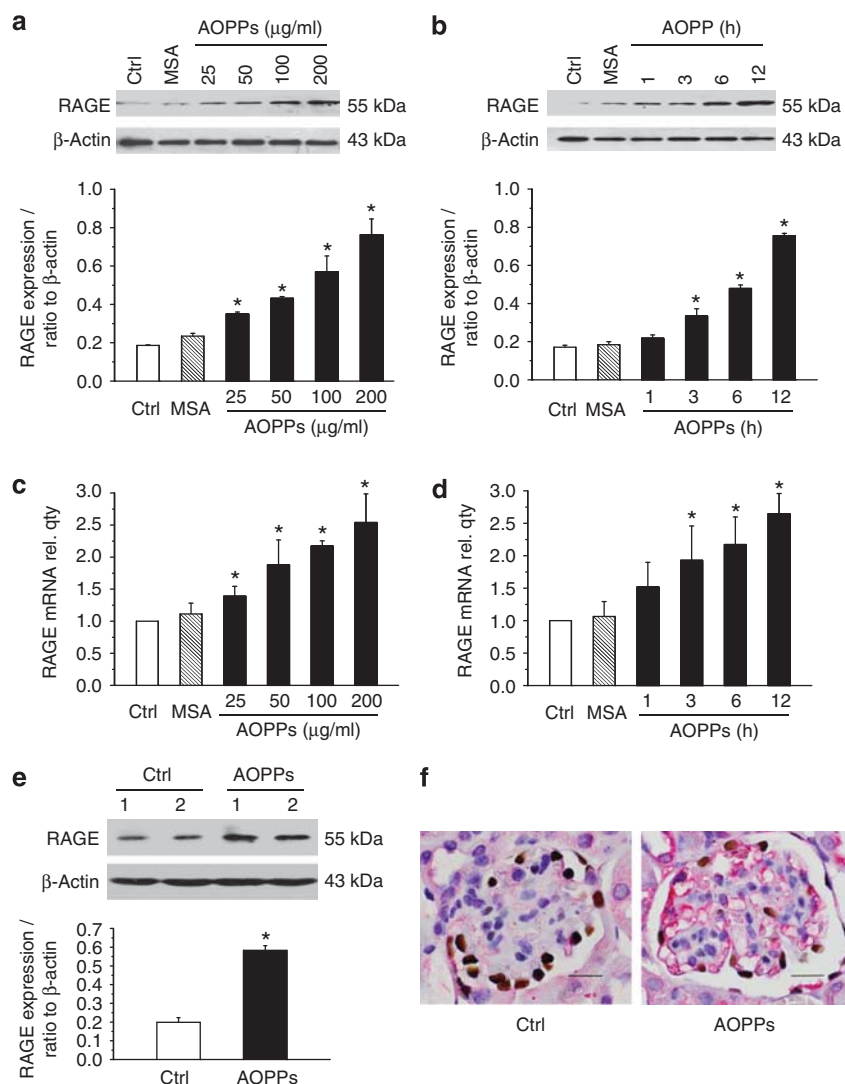 a
AOPPs (μg/ml)
Ctrl MSA 25 50 100 200
RAGE 55 kDa
β-Actin 43 kDa
RAGE expression / ratio to β-actin
1.0
0.8
0.6
0.4
0.2
0.0
* * * *
Ctrl MSA 25 50 100 200
AOPPs (μg/ml)
b
AOPP (h)
Ctrl MSA 1 3 6 12
RAGE 55 kDa
β-Actin 43 kDa
RAGE expression / ratio to β-actin
1.0
0.8
0.6
0.4
0.2
0.0
* * *
Ctrl MSA 1 3 6 12
AOPPs (h)
c
RAGE mRNA rel. qty
3.0
2.5
2.0
1.5
1.0
0.5
0.0
* * * *
Ctrl MSA 25 50 100 200
AOPPs (μg/ml)
d
RAGE mRNA rel. qty
3.0
2.5
2.0
1.5
1.0
0.5
0.0
* * *
Ctrl MSA 1 3 6 12
AOPPs (h)
e
Ctrl AOPPs
1 2 1 2
RAGE 55 kDa
β-Actin 43 kDa
RAGE expression / ratio to β-actin
0.7
0.6
0.5
0.4
0.3
0.2
0.1
0.0
*
Ctrl AOPPs
f
Ctrl AOPPs